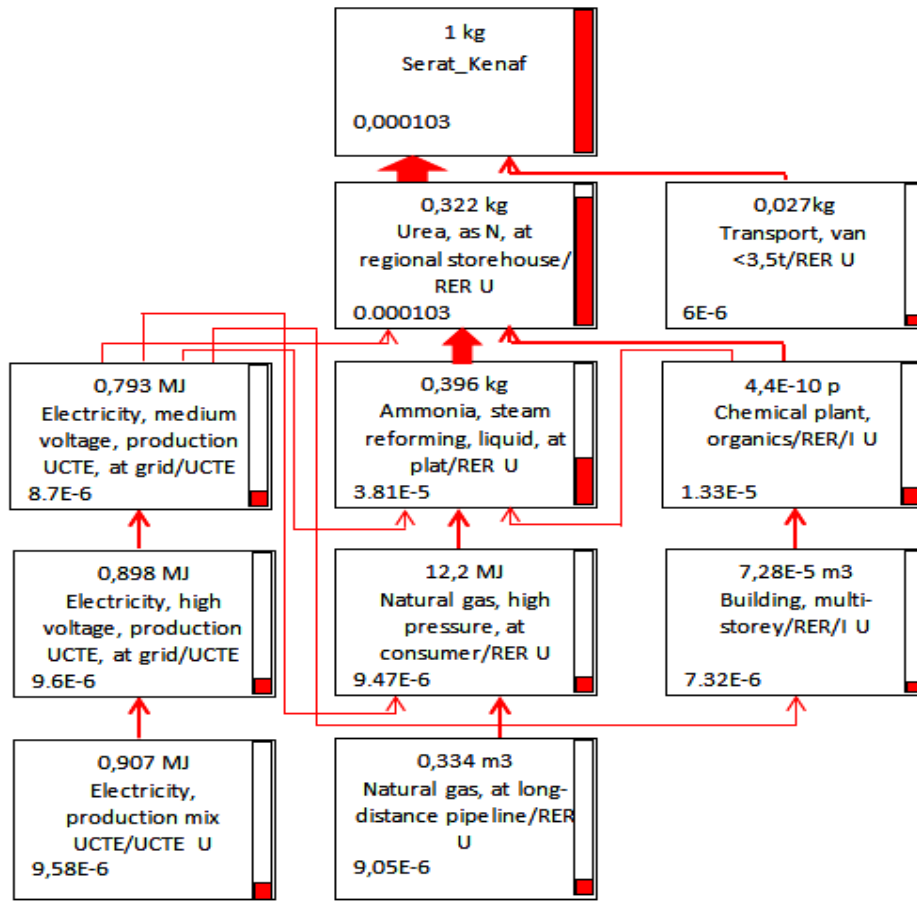 1 kg
Serat_Kenaf
0,000103
0,322 kg
Urea, as N, at
regional storehouse/
RER U
0.000103
0,027kg
Transport, van
<3,5t/RER U
6E-6
0,793 MJ
Electricity, medium
voltage, production
UCTE, at grid/UCTE
8.7E-6
0,396 kg
Ammonia, steam
reforming, liquid, at
plat/RER U
3.81E-5
4,4E-10 p
Chemical plant,
organics/RER/I U
1.33E-5
0,898 MJ
Electricity, high
voltage, production
UCTE, at grid/UCTE
9.6E-6
12,2 MJ
Natural gas, high
pressure, at
consumer/RER U
9.47E-6
7,28E-5 m3
Building, multi-
storey/RER/I U
7.32E-6
0,907 MJ
Electricity,
production mix
UCTE/UCTE U
9,58E-6
0,334 m3
Natural gas, at long-
distance pipeline/RER
U
9,05E-6